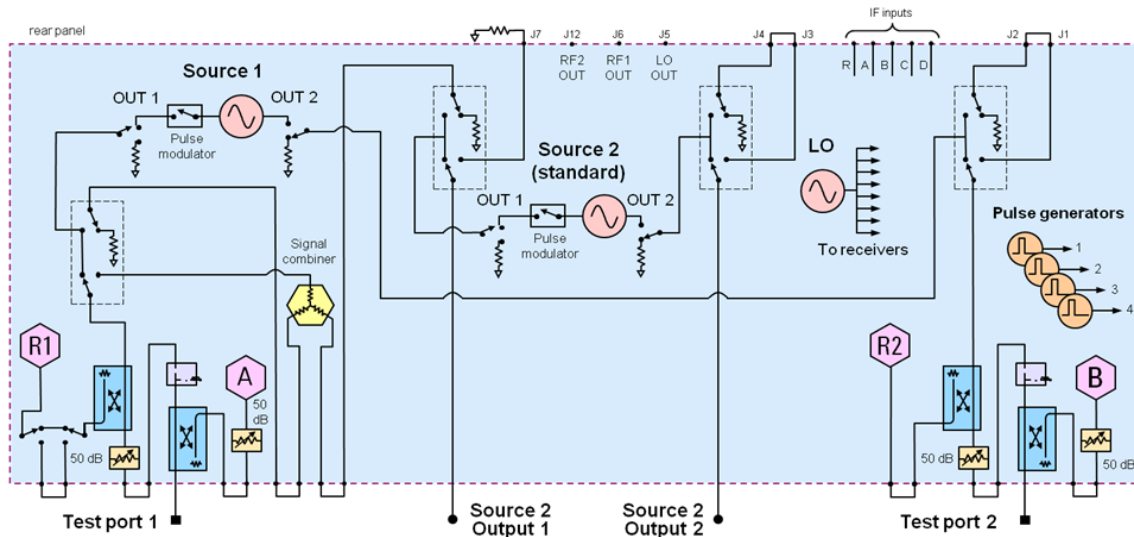 rear panel
J7
J12
J6
J5
J4
J3
IF inputs
J2
J1
RF2
OUT
RF1
OUT
LO
OUT
R
A
B
C
D
Source 1
OUT 1
OUT 2
Pulse
modulator
Source 2
(standard)
OUT 1
OUT 2
Pulse
modulator
LO
To receivers
Pulse generators
1
2
3
4
Signal
combiner
R1
A
50
dB
50 dB
R2
B
50 dB
50 dB
Test port 1
Source 2
Output 1
Source 2
Output 2
Test port 2